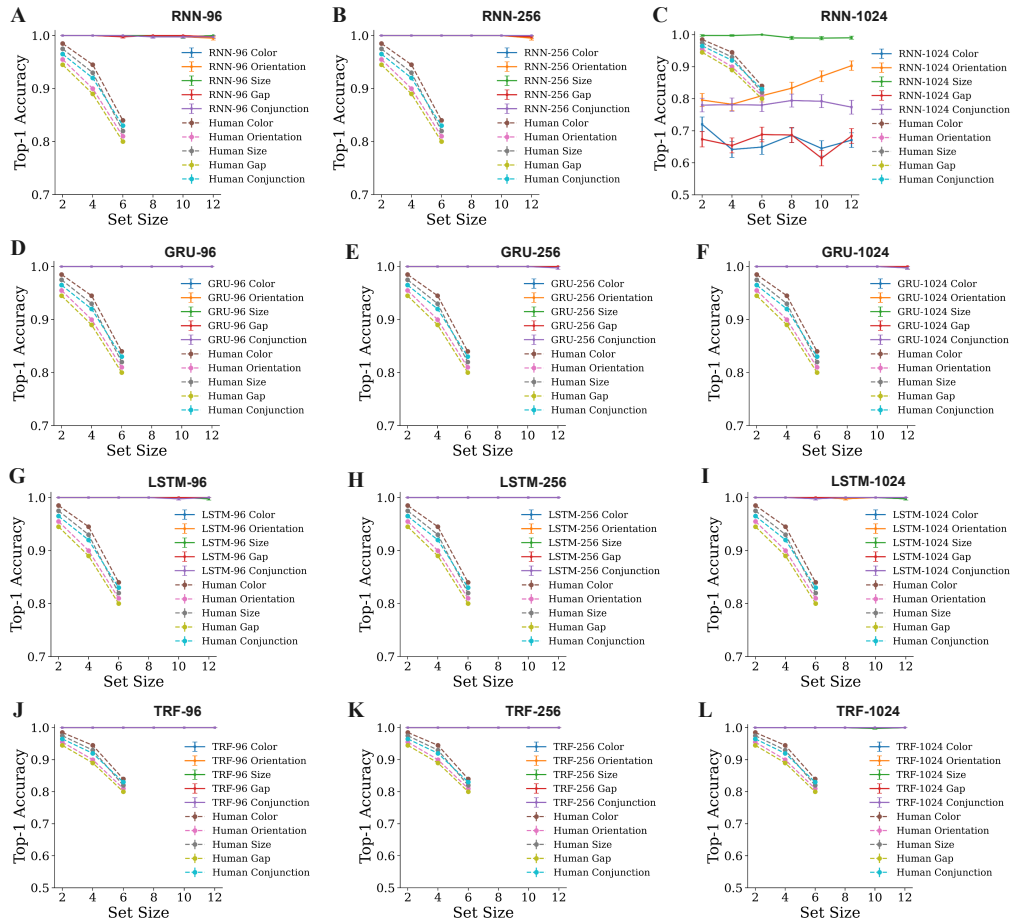 A
RNN-96
Top-1 Accuracy
1.0
0.9
0.8
0.7
2 4 6 8 10 12
Set Size
RNN-96 Color
RNN-96 Orientation
RNN-96 Size
RNN-96 Gap
RNN-96 Conjunction
Human Color
Human Orientation
Human Size
Human Gap
Human Conjunction
B
RNN-256
Top-1 Accuracy
1.0
0.9
0.8
0.7
2 4 6 8 10 12
Set Size
RNN-256 Color
RNN-256 Orientation
RNN-256 Size
RNN-256 Gap
RNN-256 Conjunction
Human Color
Human Orientation
Human Size
Human Gap
Human Conjunction
C
RNN-1024
Top-1 Accuracy
1.0
0.9
0.8
0.7
0.6
0.5
2 4 6 8 10 12
Set Size
RNN-1024 Color
RNN-1024 Orientation
RNN-1024 Size
RNN-1024 Gap
RNN-1024 Conjunction
Human Color
Human Orientation
Human Size
Human Gap
Human Conjunction
D
GRU-96
Top-1 Accuracy
1.0
0.9
0.8
0.7
2 4 6 8 10 12
Set Size
GRU-96 Color
GRU-96 Orientation
GRU-96 Size
GRU-96 Gap
GRU-96 Conjunction
Human Color
Human Orientation
Human Size
Human Gap
Human Conjunction
E
GRU-256
Top-1 Accuracy
1.0
0.9
0.8
0.7
2 4 6 8 10 12
Set Size
GRU-256 Color
GRU-256 Orientation
GRU-256 Size
GRU-256 Gap
GRU-256 Conjunction
Human Color
Human Orientation
Human Size
Human Gap
Human Conjunction
F
GRU-1024
Top-1 Accuracy
1.0
0.9
0.8
0.7
2 4 6 8 10 12
Set Size
GRU-1024 Color
GRU-1024 Orientation
GRU-1024 Size
GRU-1024 Gap
GRU-1024 Conjunction
Human Color
Human Orientation
Human Size
Human Gap
Human Conjunction
G
LSTM-96
Top-1 Accuracy
1.0
0.9
0.8
0.7
2 4 6 8 10 12
Set Size
LSTM-96 Color
LSTM-96 Orientation
LSTM-96 Size
LSTM-96 Gap
LSTM-96 Conjunction
Human Color
Human Orientation
Human Size
Human Gap
Human Conjunction
H
LSTM-256
Top-1 Accuracy
1.0
0.9
0.8
0.7
2 4 6 8 10 12
Set Size
LSTM-256 Color
LSTM-256 Orientation
LSTM-256 Size
LSTM-256 Gap
LSTM-256 Conjunction
Human Color
Human Orientation
Human Size
Human Gap
Human Conjunction
I
LSTM-1024
Top-1 Accuracy
1.0
0.9
0.8
0.7
2 4 6 8 10 12
Set Size
LSTM-1024 Color
LSTM-1024 Orientation
LSTM-1024 Size
LSTM-1024 Gap
LSTM-1024 Conjunction
Human Color
Human Orientation
Human Size
Human Gap
Human Conjunction
J
TRF-96
Top-1 Accuracy
1.0
0.9
0.8
0.7
0.6
0.5
2 4 6 8 10 12
Set Size
TRF-96 Color
TRF-96 Orientation
TRF-96 Size
TRF-96 Gap
TRF-96 Conjunction
Human Color
Human Orientation
Human Size
Human Gap
Human Conjunction
K
TRF-256
Top-1 Accuracy
1.0
0.9
0.8
0.7
0.6
0.5
2 4 6 8 10 12
Set Size
TRF-256 Color
TRF-256 Orientation
TRF-256 Size
TRF-256 Gap
TRF-256 Conjunction
Human Color
Human Orientation
Human Size
Human Gap
Human Conjunction
L
TRF-1024
Top-1 Accuracy
1.0
0.9
0.8
0.7
0.6
0.5
2 4 6 8 10 12
Set Size
TRF-1024 Color
TRF-1024 Orientation
TRF-1024 Size
TRF-1024 Gap
TRF-1024 Conjunction
Human Color
Human Orientation
Human Size
Human Gap
Human Conjunction